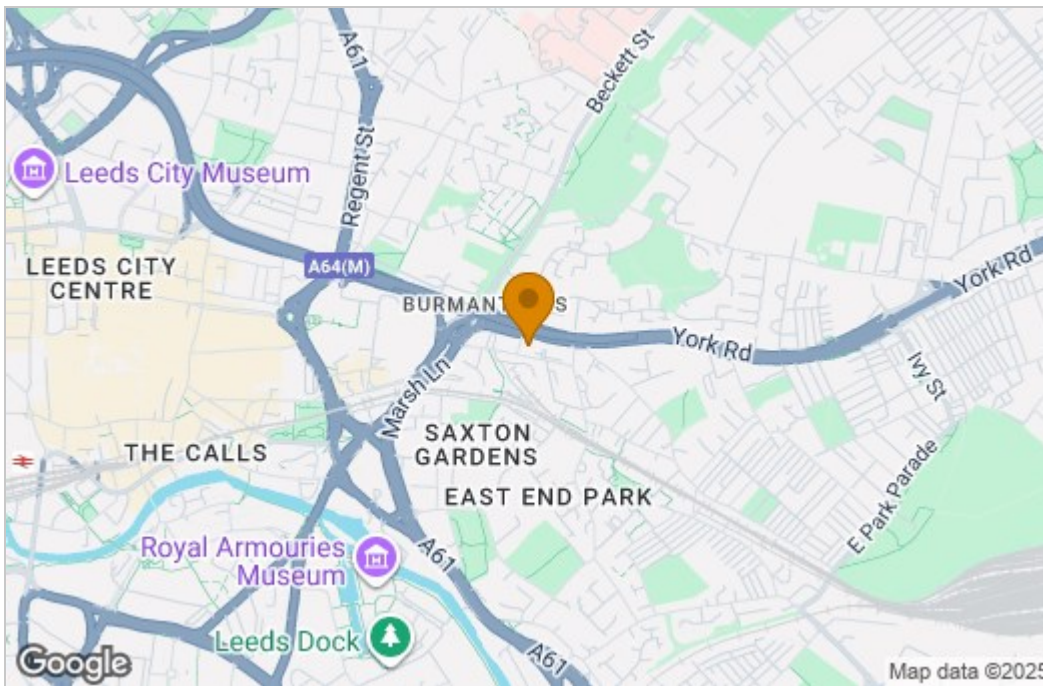 A61
Beckett St
Regent St
Leeds City Museum
LEEDS CITY
CENTRE
A64(M)
York Rd
York Rd
Ivy St
Marsh Ln
SAXTON
GARDENS
THE CALLS
EAST END PARK
E Park Parade
Royal Armouries
Museum
A61
Leeds Dock
A61
Google
Map data ©2025